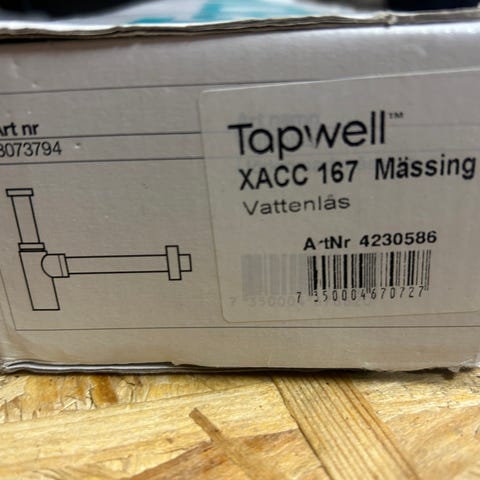 Art nr
8073794
Tapwell™
XACC 167 Mässing
Vattenlås
ArtNr 4230586
7 350004 670727